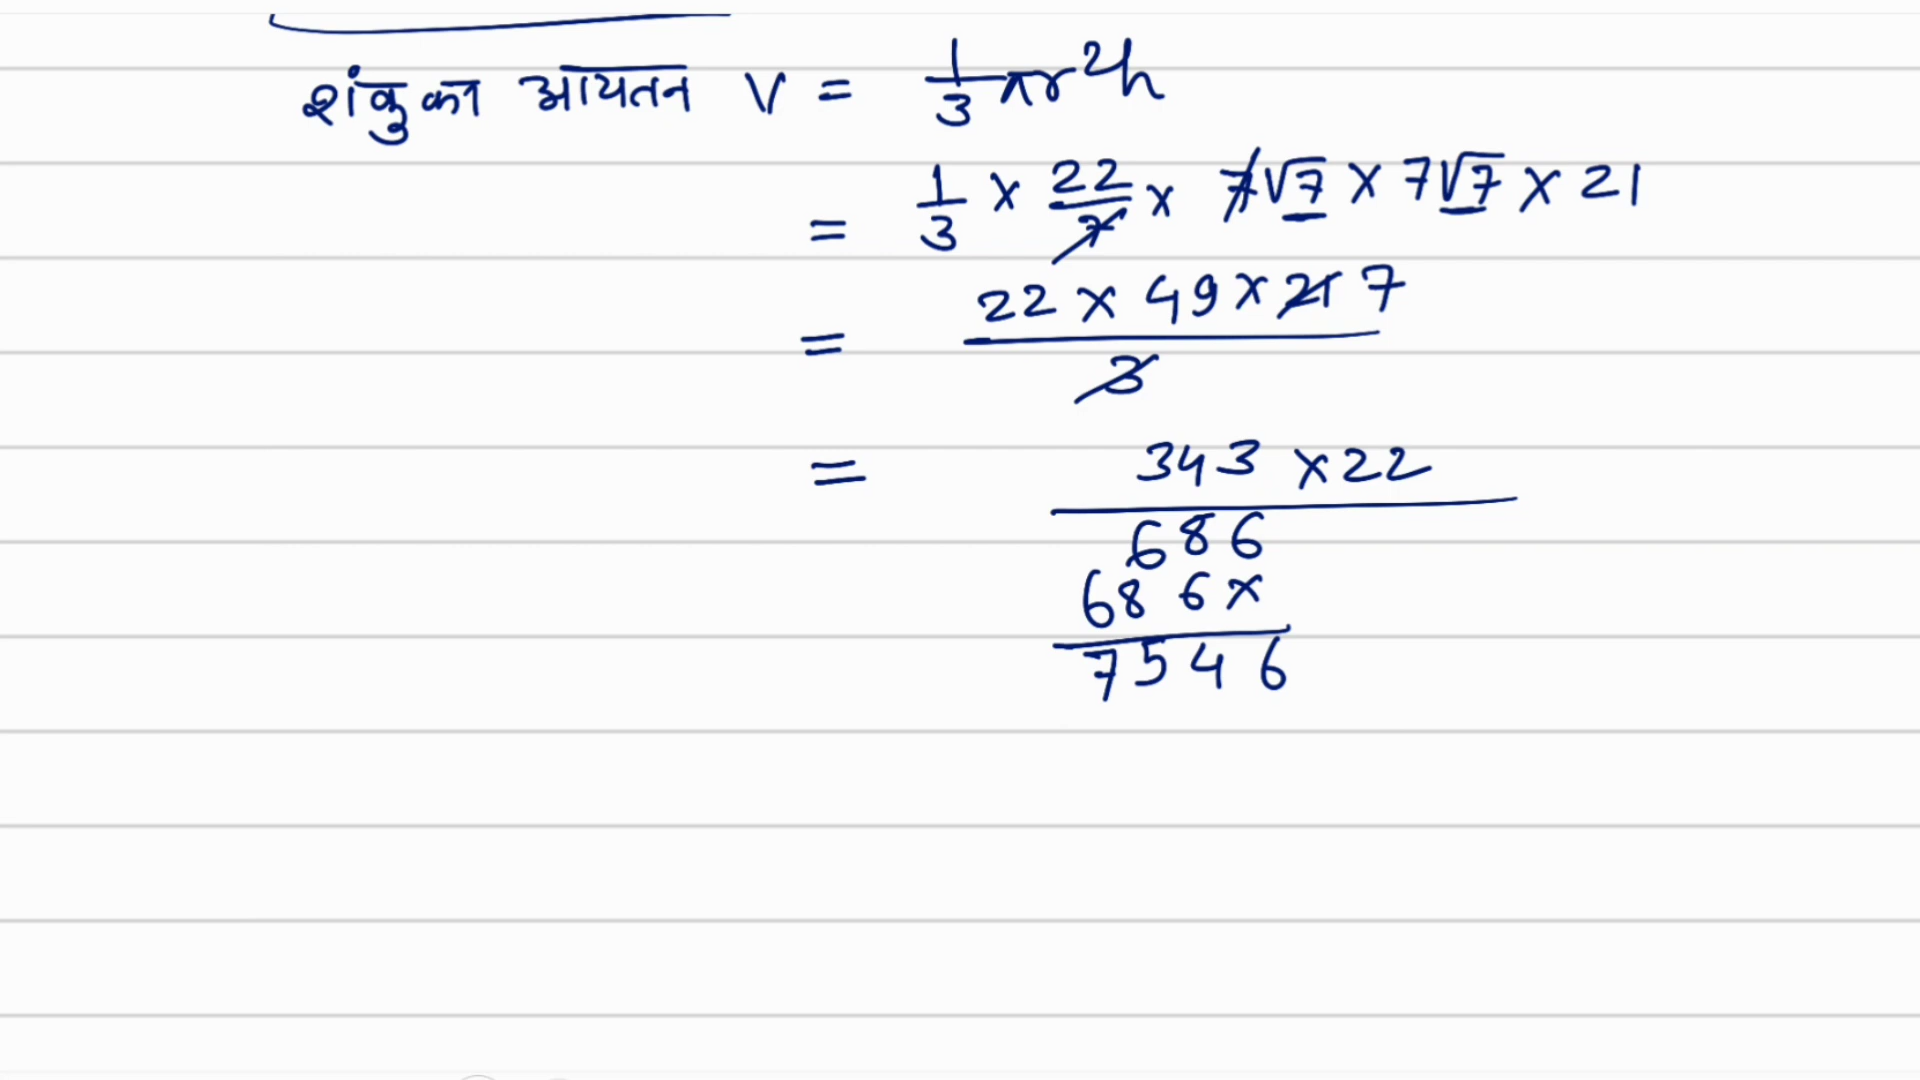 शंकु का आयतन V = 1/3 πr²h
= 1/3 × 22/7 × 7√7 × 7√7 × 21
= 22 × 49 × 21 7 / 3
= 343 × 22
686
686×
7546